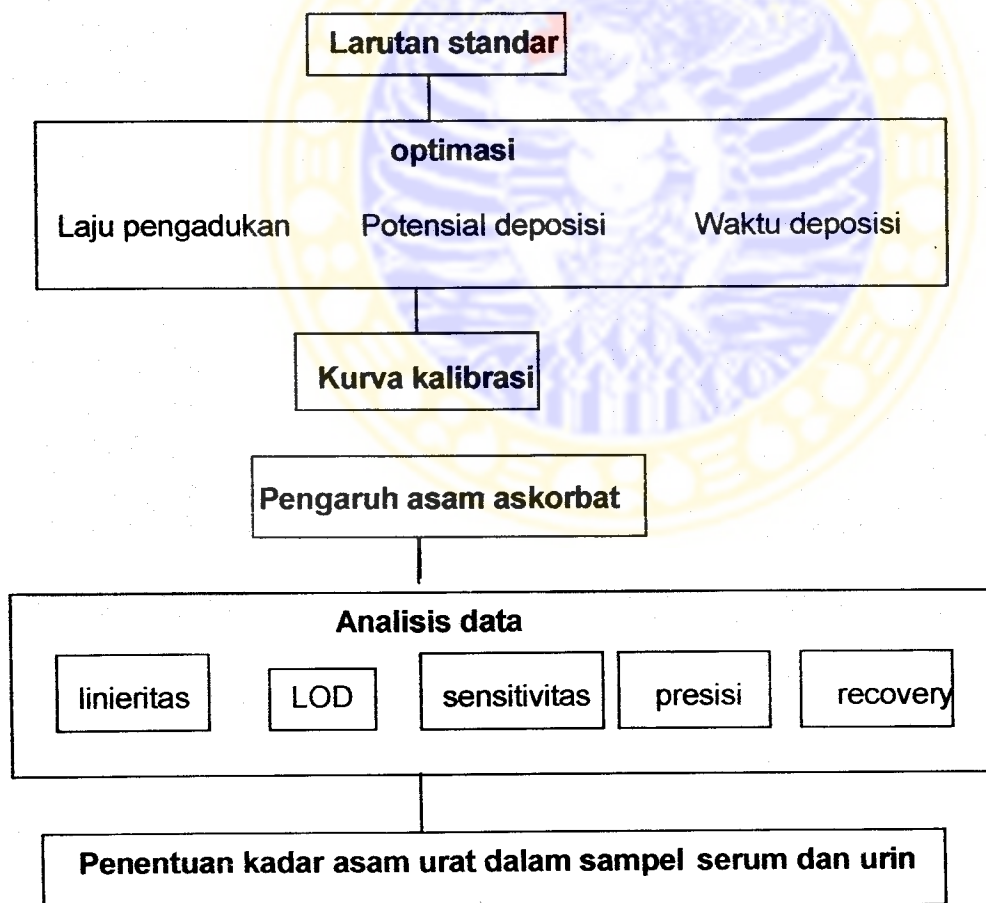 Larutan standar
optimasi
Laju pengadukan Potensial deposisi Waktu deposisi
Kurva kalibrasi
Pengaruh asam askorbat
Analisis data
linieritas LOD sensitivitas presisi recovery
Penentuan kadar asam urat dalam sampel serum dan urin